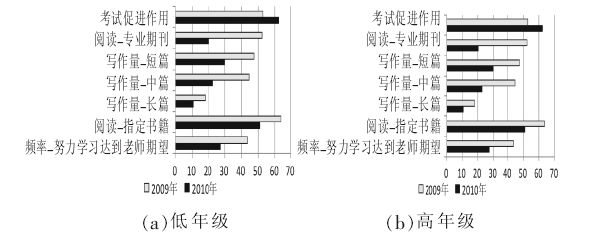 考试促进作用
阅读-专业期刊
写作量-短篇
写作量-中篇
写作量-长篇
阅读-指定书籍
频率-努力学习达到老师期望
0 10 20 30 40 50 60 70
2009年 2010年
(a)低年级
考试促进作用
阅读-专业期刊
写作量-短篇
写作量-中篇
写作量-长篇
阅读-指定书籍
频率-努力学习达到老师期望
0 10 20 30 40 50 60 70
2009年 2010年
(b)高年级